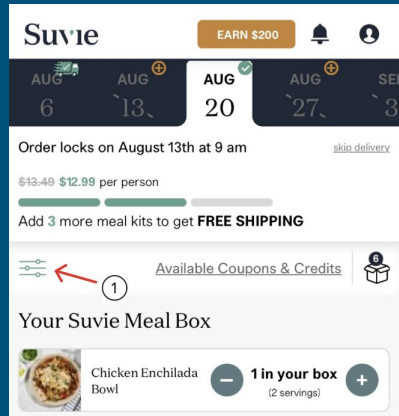 Suvie
EARN $200
AUG AUG AUG AUG SE
6 13 20 27 3
Order locks on August 13th at 9 am skip delivery
$13.49 $12.99 per person
Add 3 more meal kits to get FREE SHIPPING
1
Available Coupons & Credits 6
Your Suvie Meal Box
Chicken Enchilada
Bowl
− 1 in your box +
(2 servings)